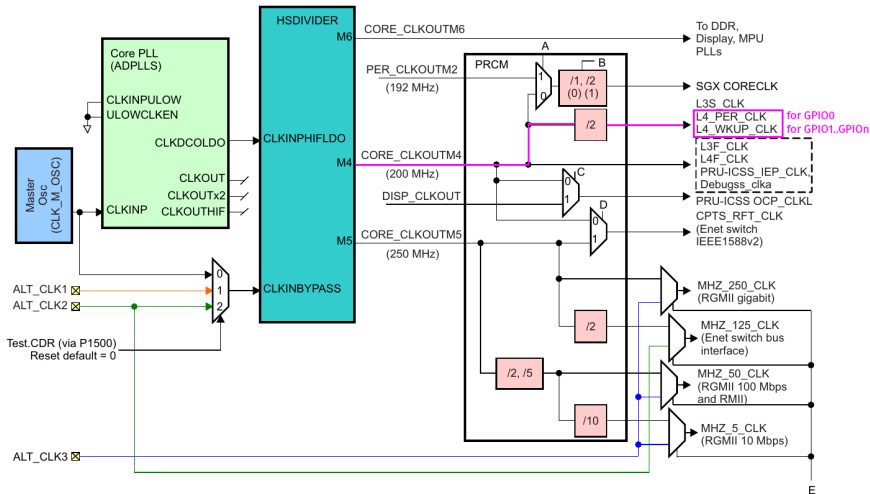 HSDIVIDER
M6
CORE_CLKOUTM6
To DDR,
Display, MPU
PLLs
Core PLL
(ADPLLS)
CLKINPULOW
ULOWCLKEN
CLKDCOLDO
CLKOUT
CLKOUTx2
CLKOUTHIF
CLKINP
Master
Osc
(CLK_M_OSC)
CLKINPHIFLDO
PER_CLKOUTM2
(192 MHz)
PRCM
A
1
0
B
/1, /2
(0) (1)
SGX CORECLK
/2
L3S_CLK
L4_PER_CLK
for GPIO0
L4_WKUP_CLK
for GPIO1..GPIOn
M4
CORE_CLKOUTM4
(200 MHz)
L3F_CLK
L4F_CLK
PRU-ICSS_IEP_CLK,
Debugss_clka
DISP_CLKOUT
C
0
1
PRU-ICSS OCP_CLKL
D
0
1
CPTS_RFT_CLK
(Enet switch
IEEE1588v2)
M5
CORE_CLKOUTM5
(250 MHz)
0
1
2
CLKINBYPASS
ALT_CLK1
ALT_CLK2
Test.CDR (via P1500)
Reset default = 0
MHZ_250_CLK
(RGMII gigabit)
/2
MHZ_125_CLK
(Enet switch bus
interface)
/2, /5
MHZ_50_CLK
(RGMII 100 Mbps
and RMII)
/10
MHZ_5_CLK
(RGMII 10 Mbps)
ALT_CLK3
E